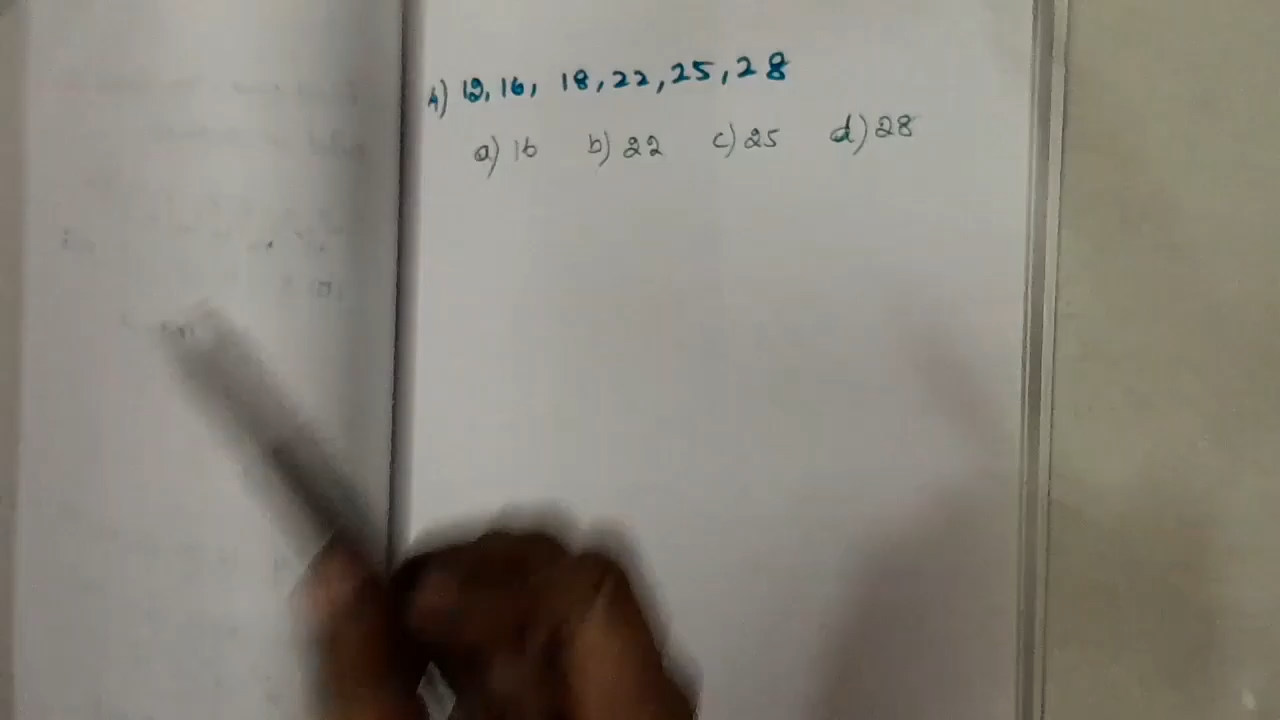 4) 12, 16, 18, 22, 25, 28
a) 16 b) 22 c) 25 d) 28